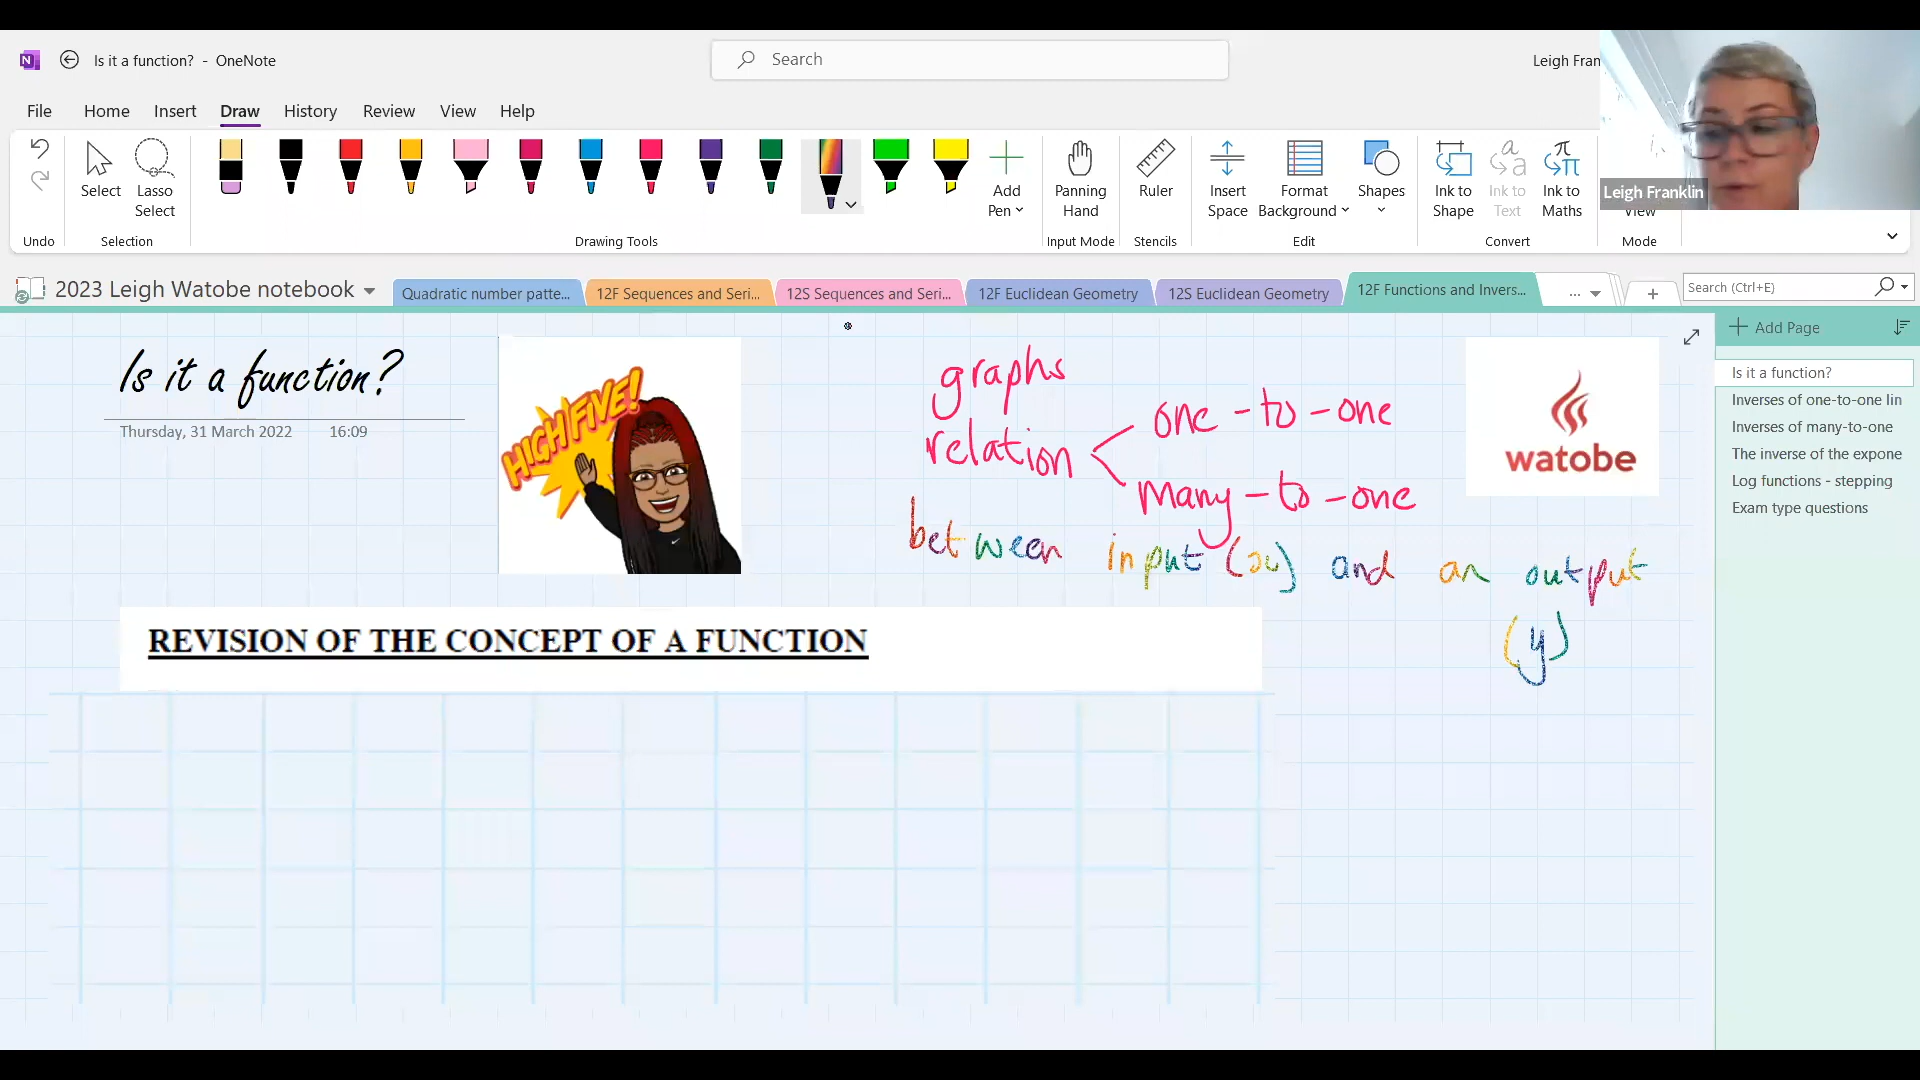 Is it a function? - OneNote
Search
Leigh Fran
File Home Insert Draw History Review View Help
Select
Lasso Select
Add Pen
Panning Hand
Ruler
Insert Space
Format Background
Shapes
Ink to Shape
Ink to Text
Ink to Maths
View
Leigh Franklin
Undo
Selection
Drawing Tools
Input Mode
Stencils
Edit
Convert
Mode
2023 Leigh Watobe notebook
Quadratic number patte...
12F Sequences and Seri...
12S Sequences and Seri...
12F Euclidean Geometry
12S Euclidean Geometry
12F Functions and Invers...
...
Search (Ctrl+E)
Add Page
Is it a function?
Inverses of one-to-one lin
Inverses of many-to-one
The inverse of the expone
Log functions - stepping
Exam type questions
Is it a function?
Thursday, 31 March 2022 16:09
HIGH FIVE!
graphs
relation
one-to-one
many-to-one
between input (x) and an output
(y)
watobe
REVISION OF THE CONCEPT OF A FUNCTION